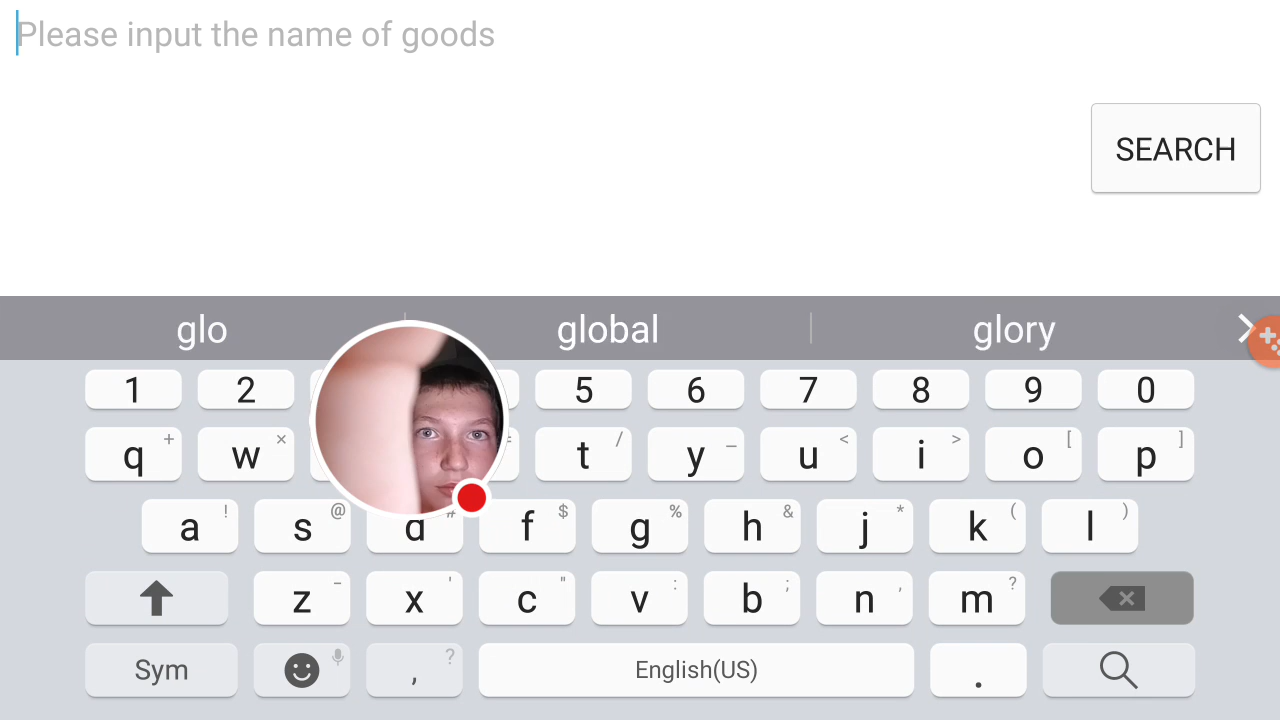 Please input the name of goods
SEARCH
glo global glory
1 2 5 6 7 8 9 0
q + w × t / y – u < i > o [ p ]
a ! s @ d # f $ g % h & j * k ( l )
z - x ' c " v : b ; n , m ?
Sym , ? English(US) .